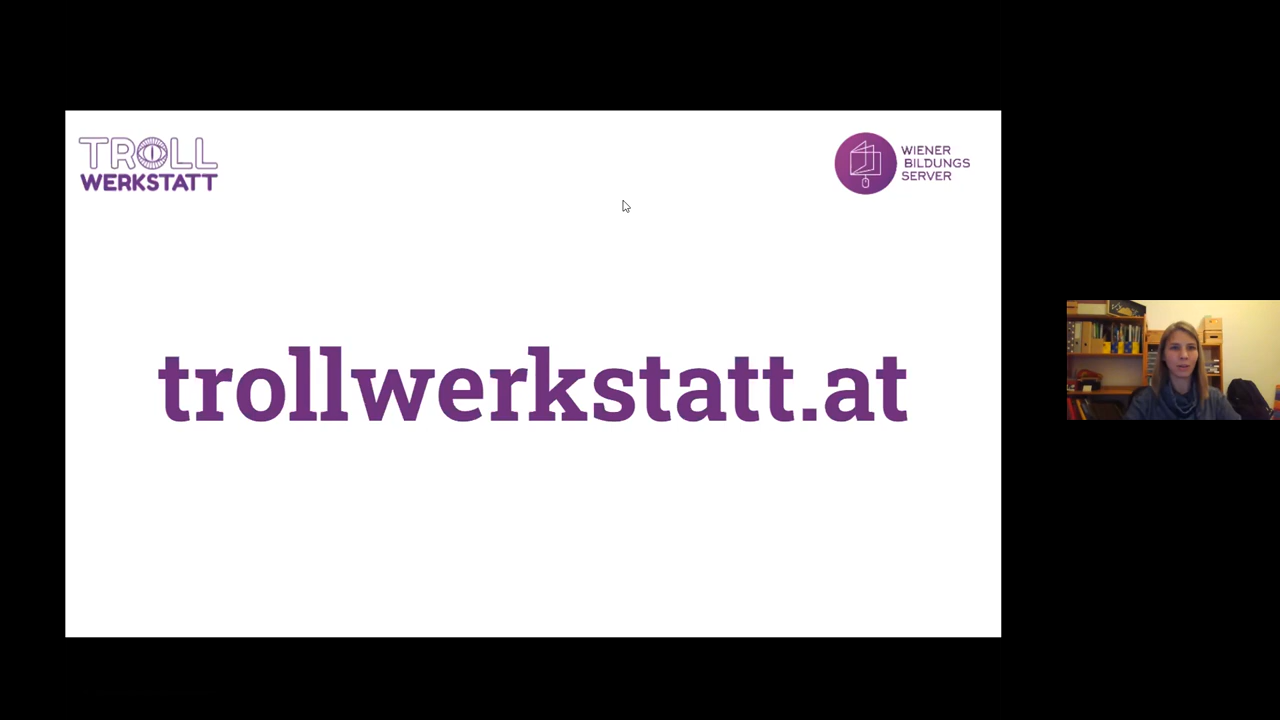 TROLL
WERKSTATT
WIENER
BILDUNGS
SERVER
trollwerkstatt.at